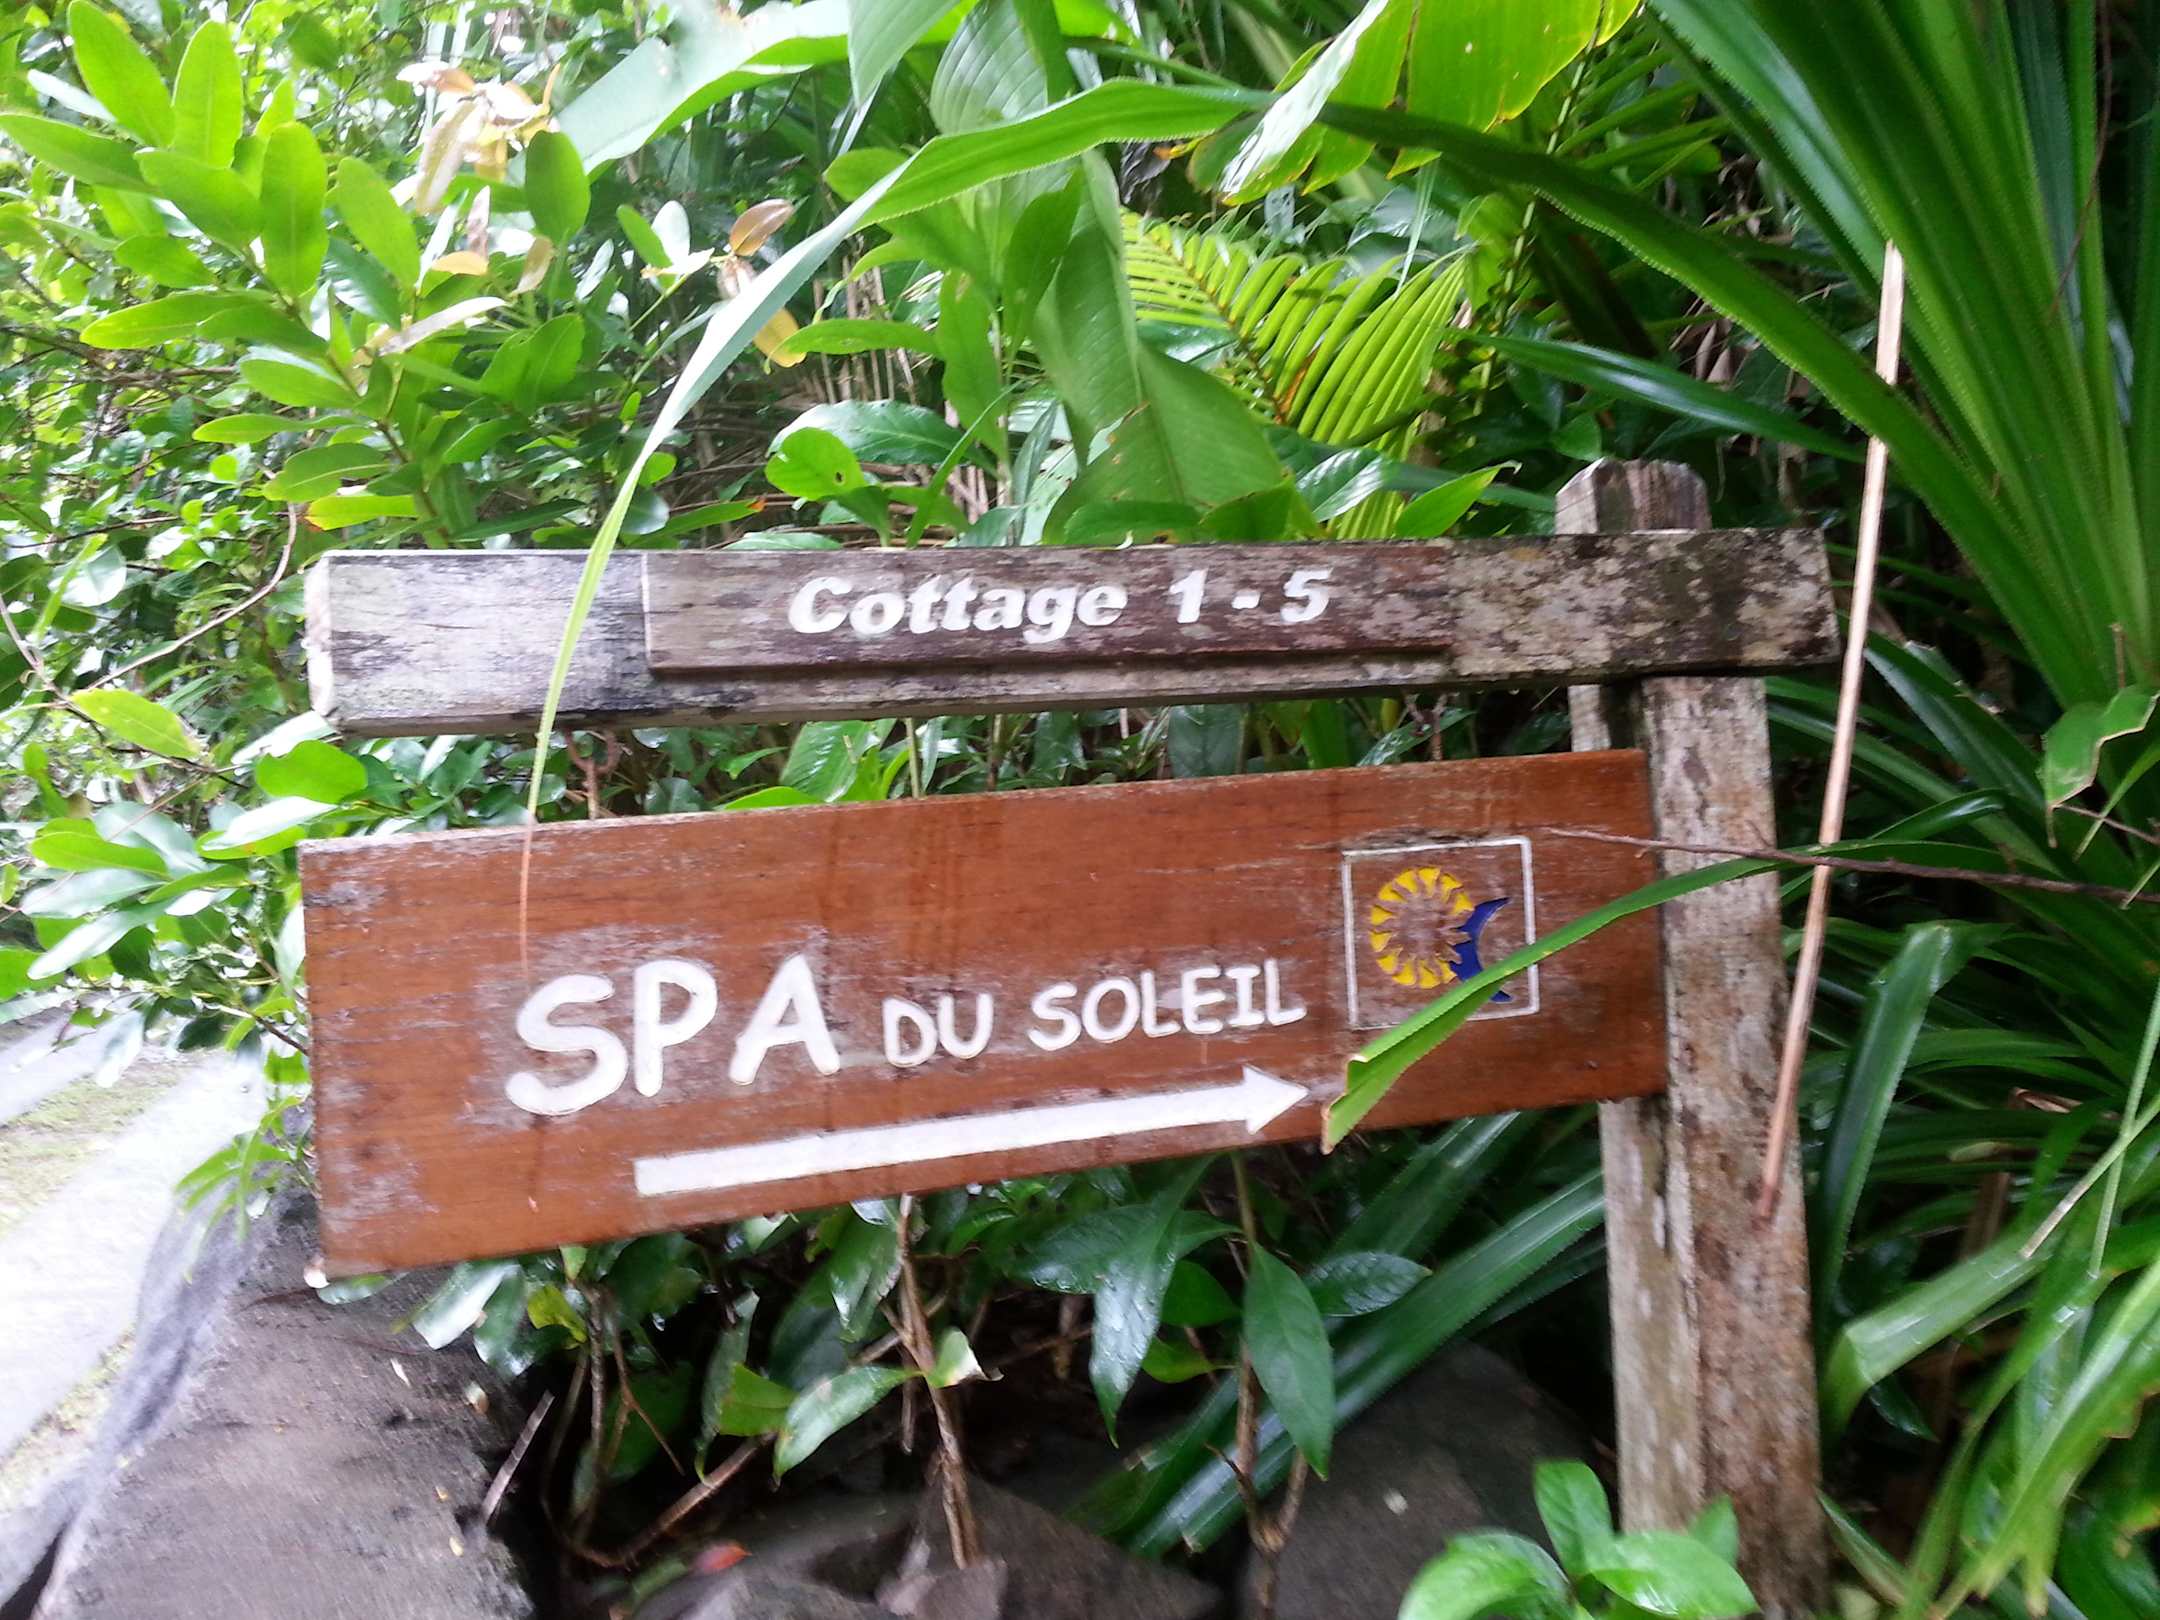 Cottage 1 - 5
SPA DU SOLEIL